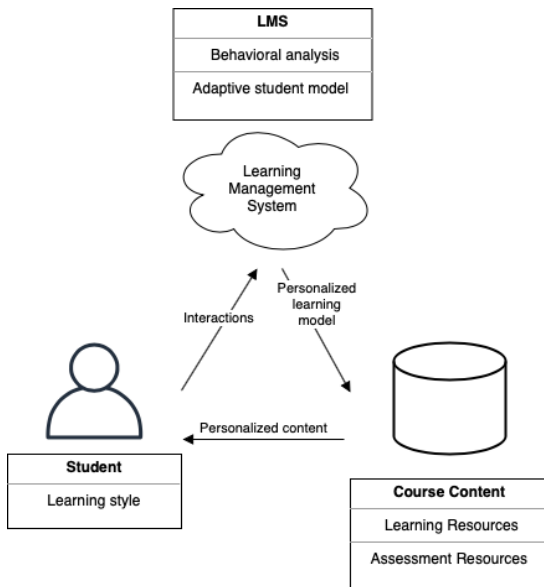 LMS
Behavioral analysis
Adaptive student model
Learning
Management
System
Personalized
learning
model
Interactions
Personalized content
Student
Learning style
Course Content
Learning Resources
Assessment Resources